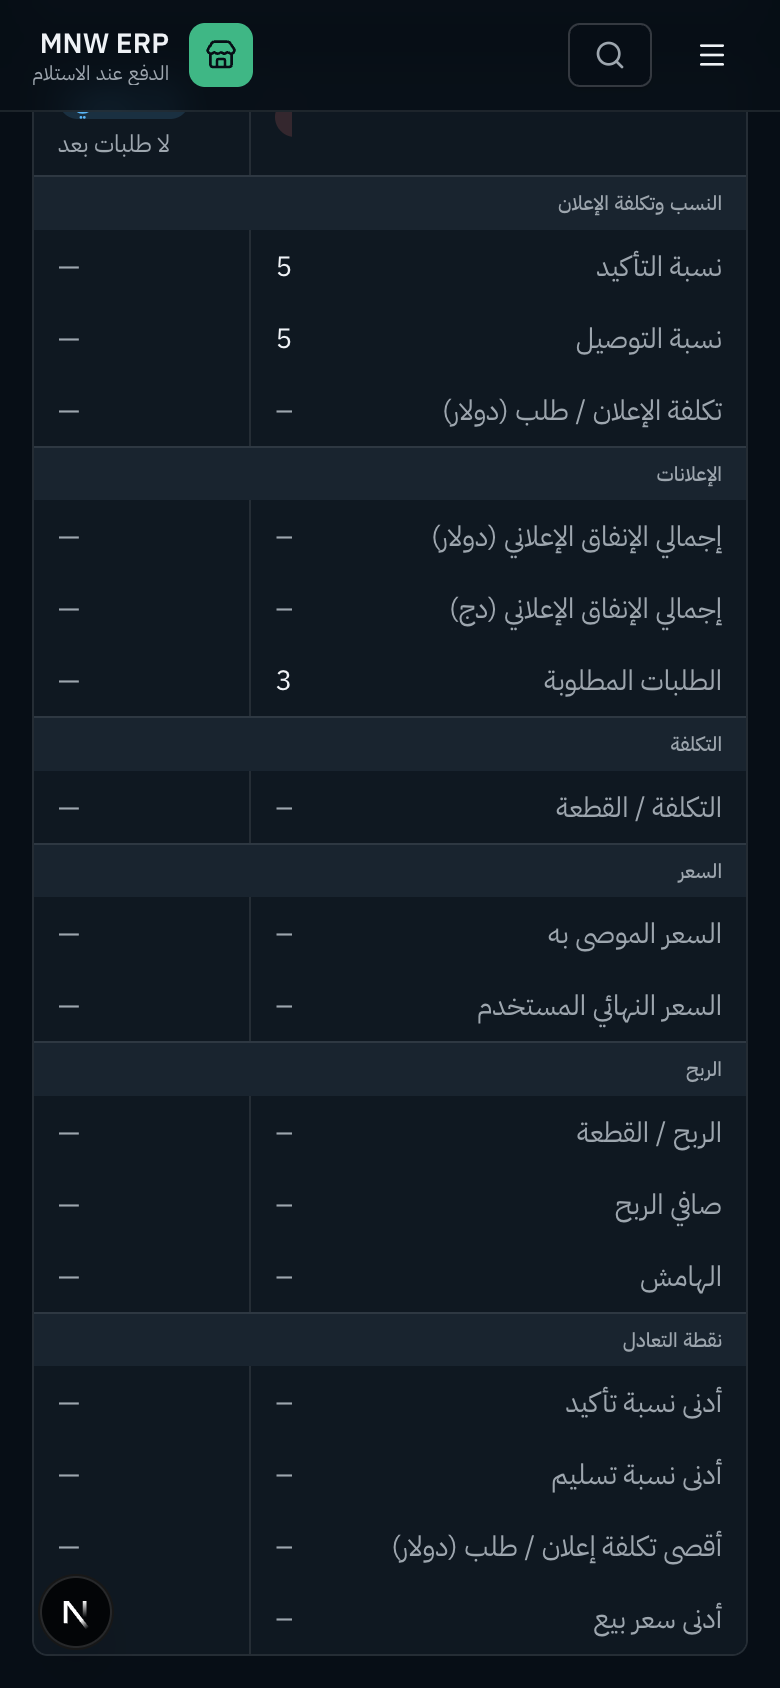 MNW ERP
الدفع عند الاستلام
لا طلبات بعد
النسب وتكلفة الإعلان
نسبة التأكيد 5 —
نسبة التوصيل 5 —
تكلفة الإعلان / طلب (دولار) — —
الإعلانات
إجمالي الإنفاق الإعلاني (دولار) — —
إجمالي الإنفاق الإعلاني (دج) — —
الطلبات المطلوبة 3 —
التكلفة
التكلفة / القطعة — —
السعر
السعر الموصى به — —
السعر النهائي المستخدم — —
الربح
الربح / القطعة — —
صافي الربح — —
الهامش — —
نقطة التعادل
أدنى نسبة تأكيد — —
أدنى نسبة تسليم — —
أقصى تكلفة إعلان / طلب (دولار) — —
أدنى سعر بيع —
N